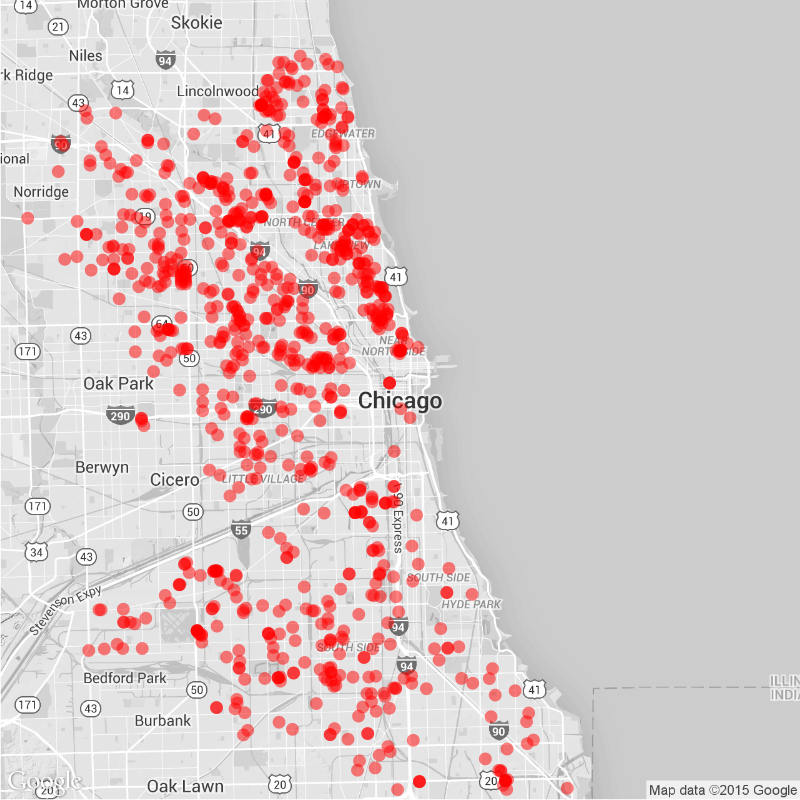 14
Morton Grove
Skokie
21
Niles
94
rk Ridge
14
Lincolnwood
43
41
EDGEWATER
90
ional
Norridge
UPTOWN
19
NORTH CENTER
94
LAKEVIEW
41
90
64
43
NEAR
NORTH SIDE
171
50
Oak Park
290
290
Chicago
Berwyn
Cicero
LITTLE VILLAGE
171
50
I-90 Express
41
55
34
43
SOUTH SIDE
Stevenson Expy
HYDE PARK
94
SOUTH SIDE
94
Bedford Park
ILLIN
INDIA
50
41
171
43
Burbank
90
Google
20
Oak Lawn
20
20
Map data ©2015 Google